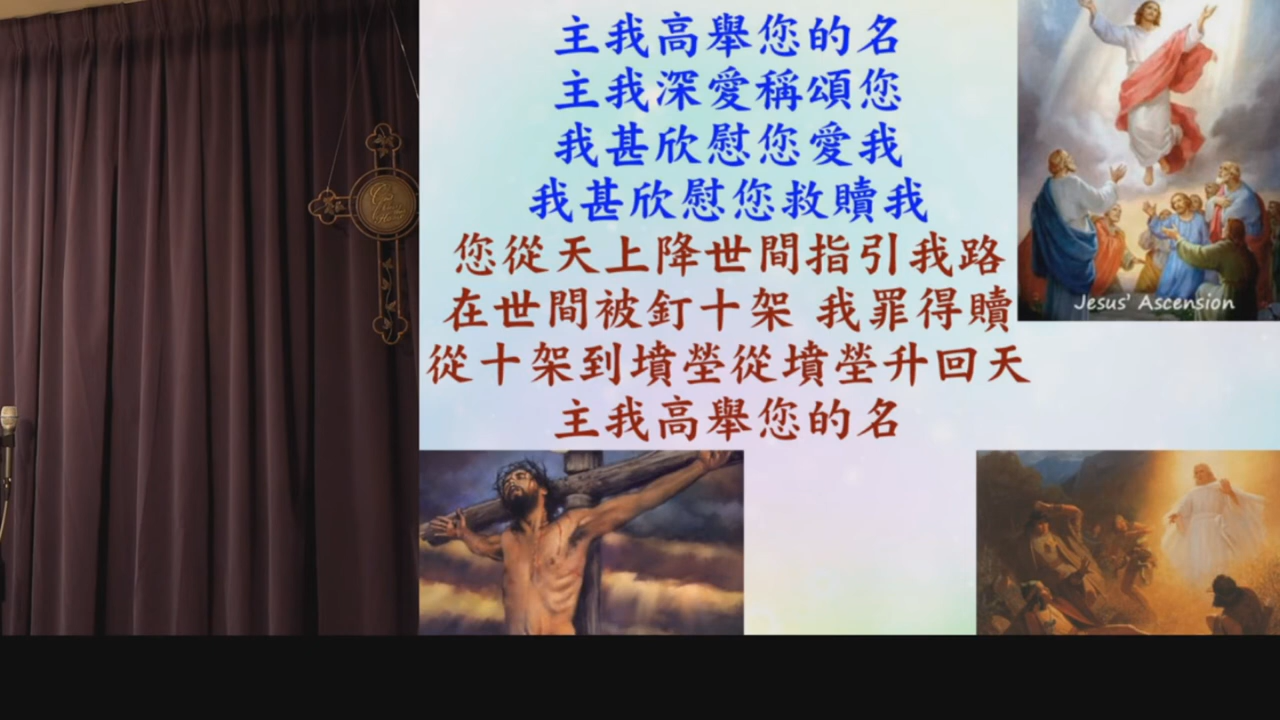 主我高舉您的名
主我深愛稱頌您
我甚欣慰您愛我
我甚欣慰您救贖我
您從天上降世間指引我路
在世間被釘十架 我罪得贖
從十架到墳塋從墳塋升回天
主我高舉您的名
Jesus' Ascension